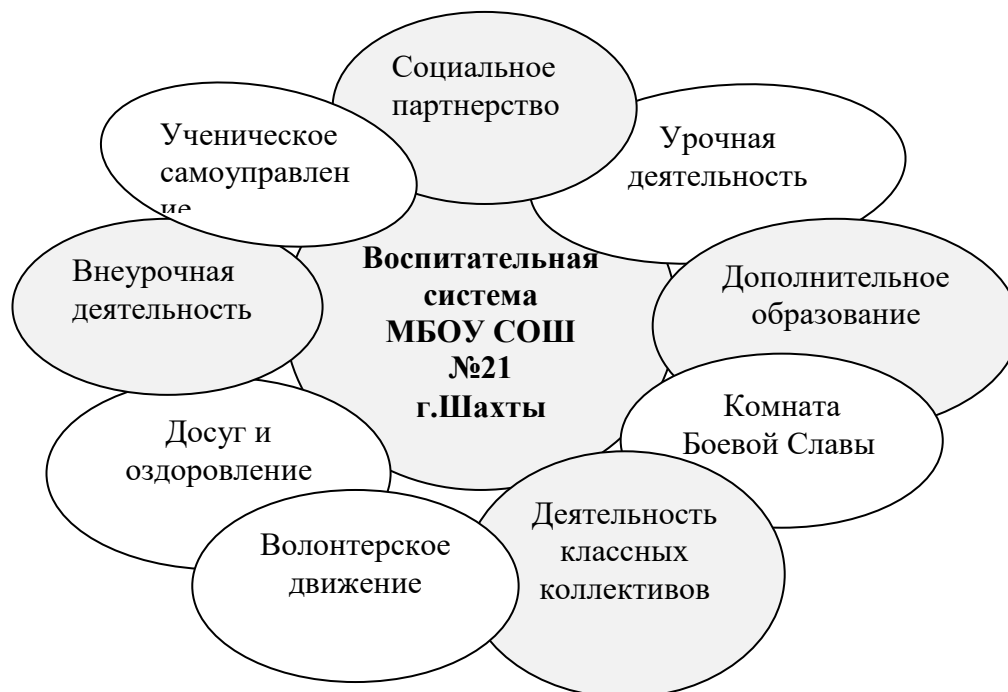 Социальное
партнерство
Ученическое
самоуправлен
ие
Урочная
деятельность
Внеурочная
деятельность
Воспитательная
система
МБОУ СОШ
№21
г.Шахты
Дополнительное
образование
Комната
Боевой Славы
Досуг и
оздоровление
Деятельность
классных
коллективов
Волонтерское
движение